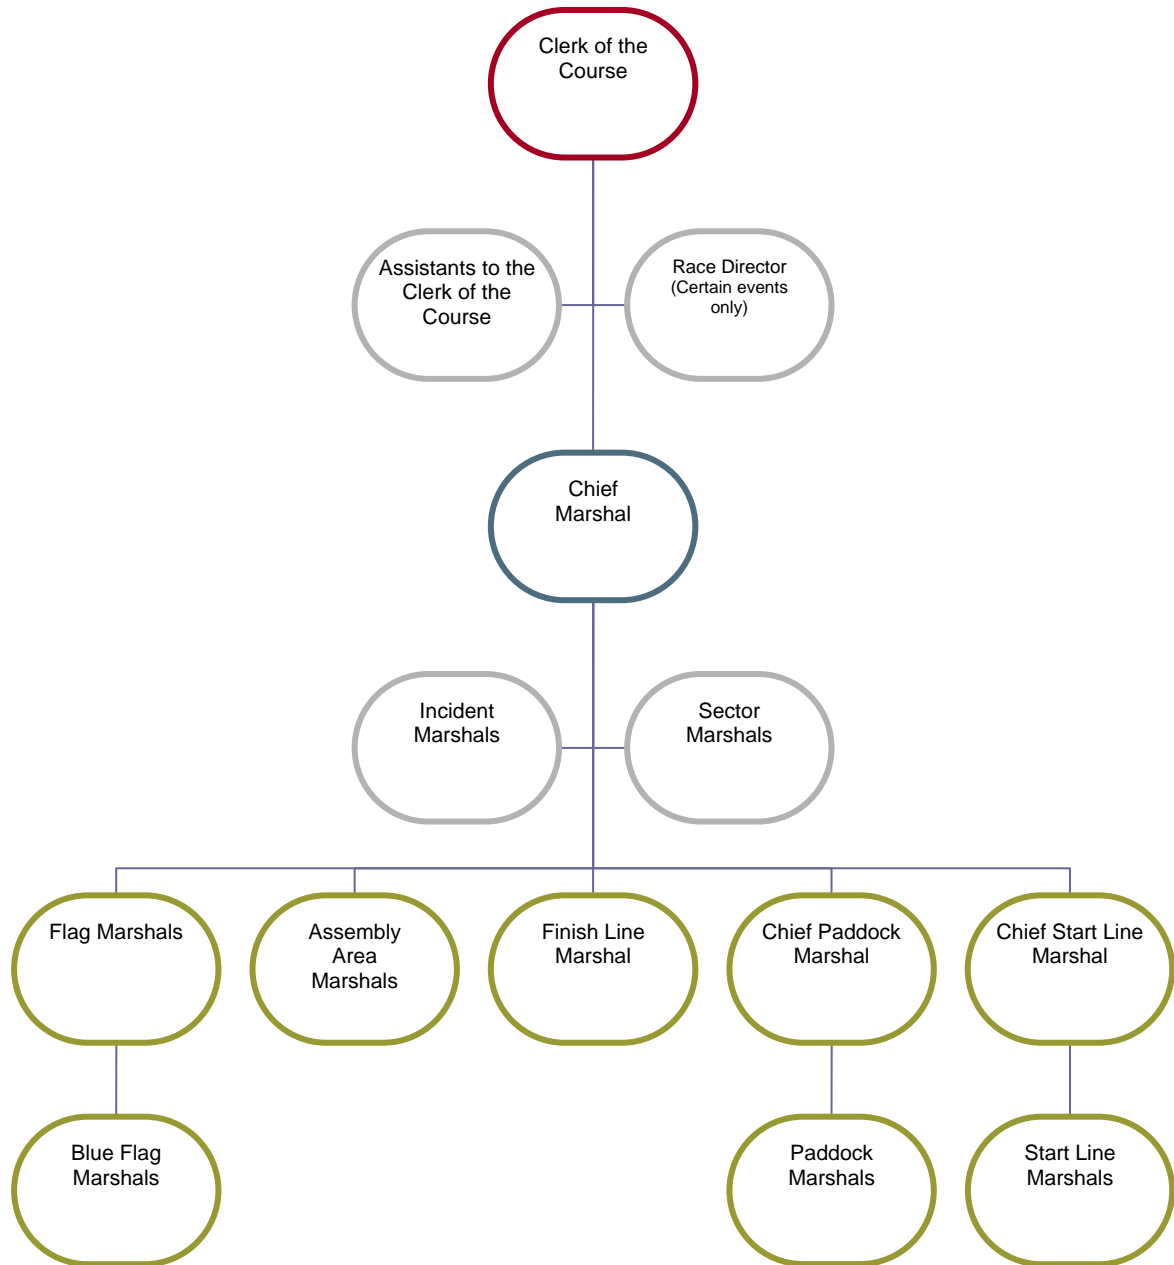 Clerk of the
Course
Assistants to the
Clerk of the
Course
Race Director
(Certain events
only)
Chief
Marshal
Incident
Marshals
Sector
Marshals
Flag Marshals
Assembly
Area
Marshals
Finish Line
Marshal
Chief Paddock
Marshal
Chief Start Line
Marshal
Blue Flag
Marshals
Paddock
Marshals
Start Line
Marshals